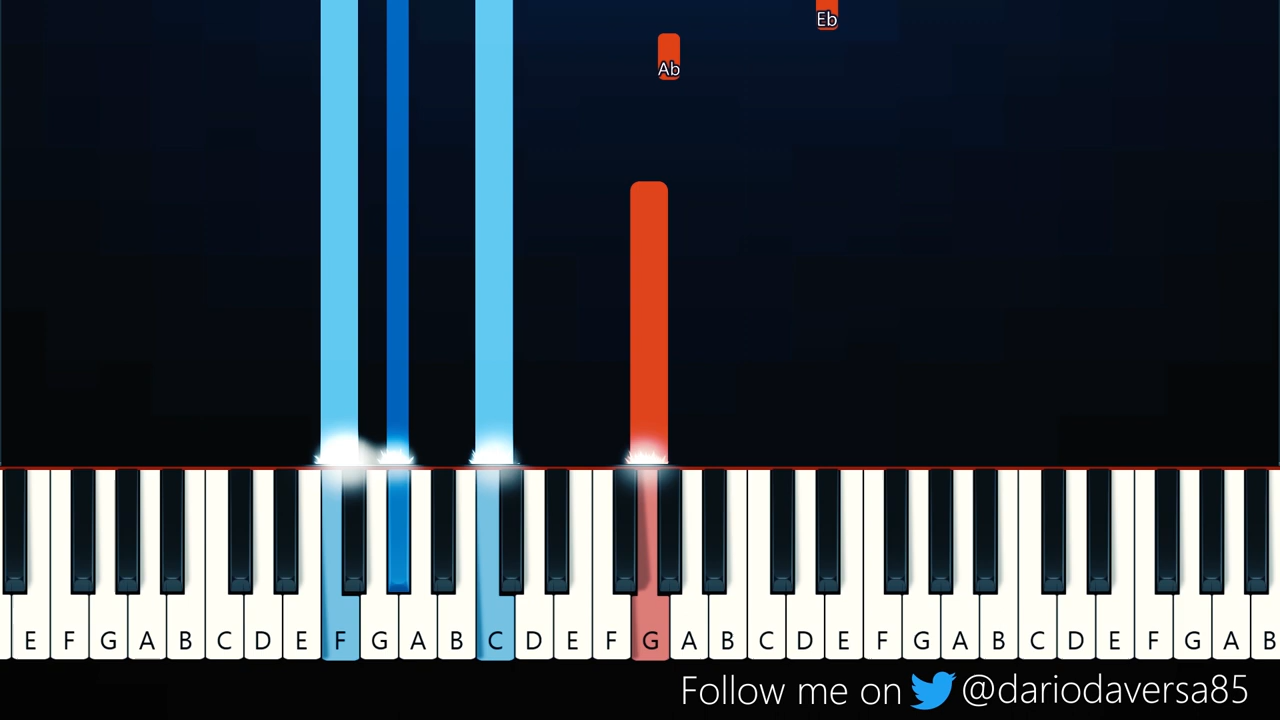 Eb
Ab
E F G A B C D E F G A B C D E F G A B C D E F G A B C D E F G A B
Follow me on @dariodaversa85